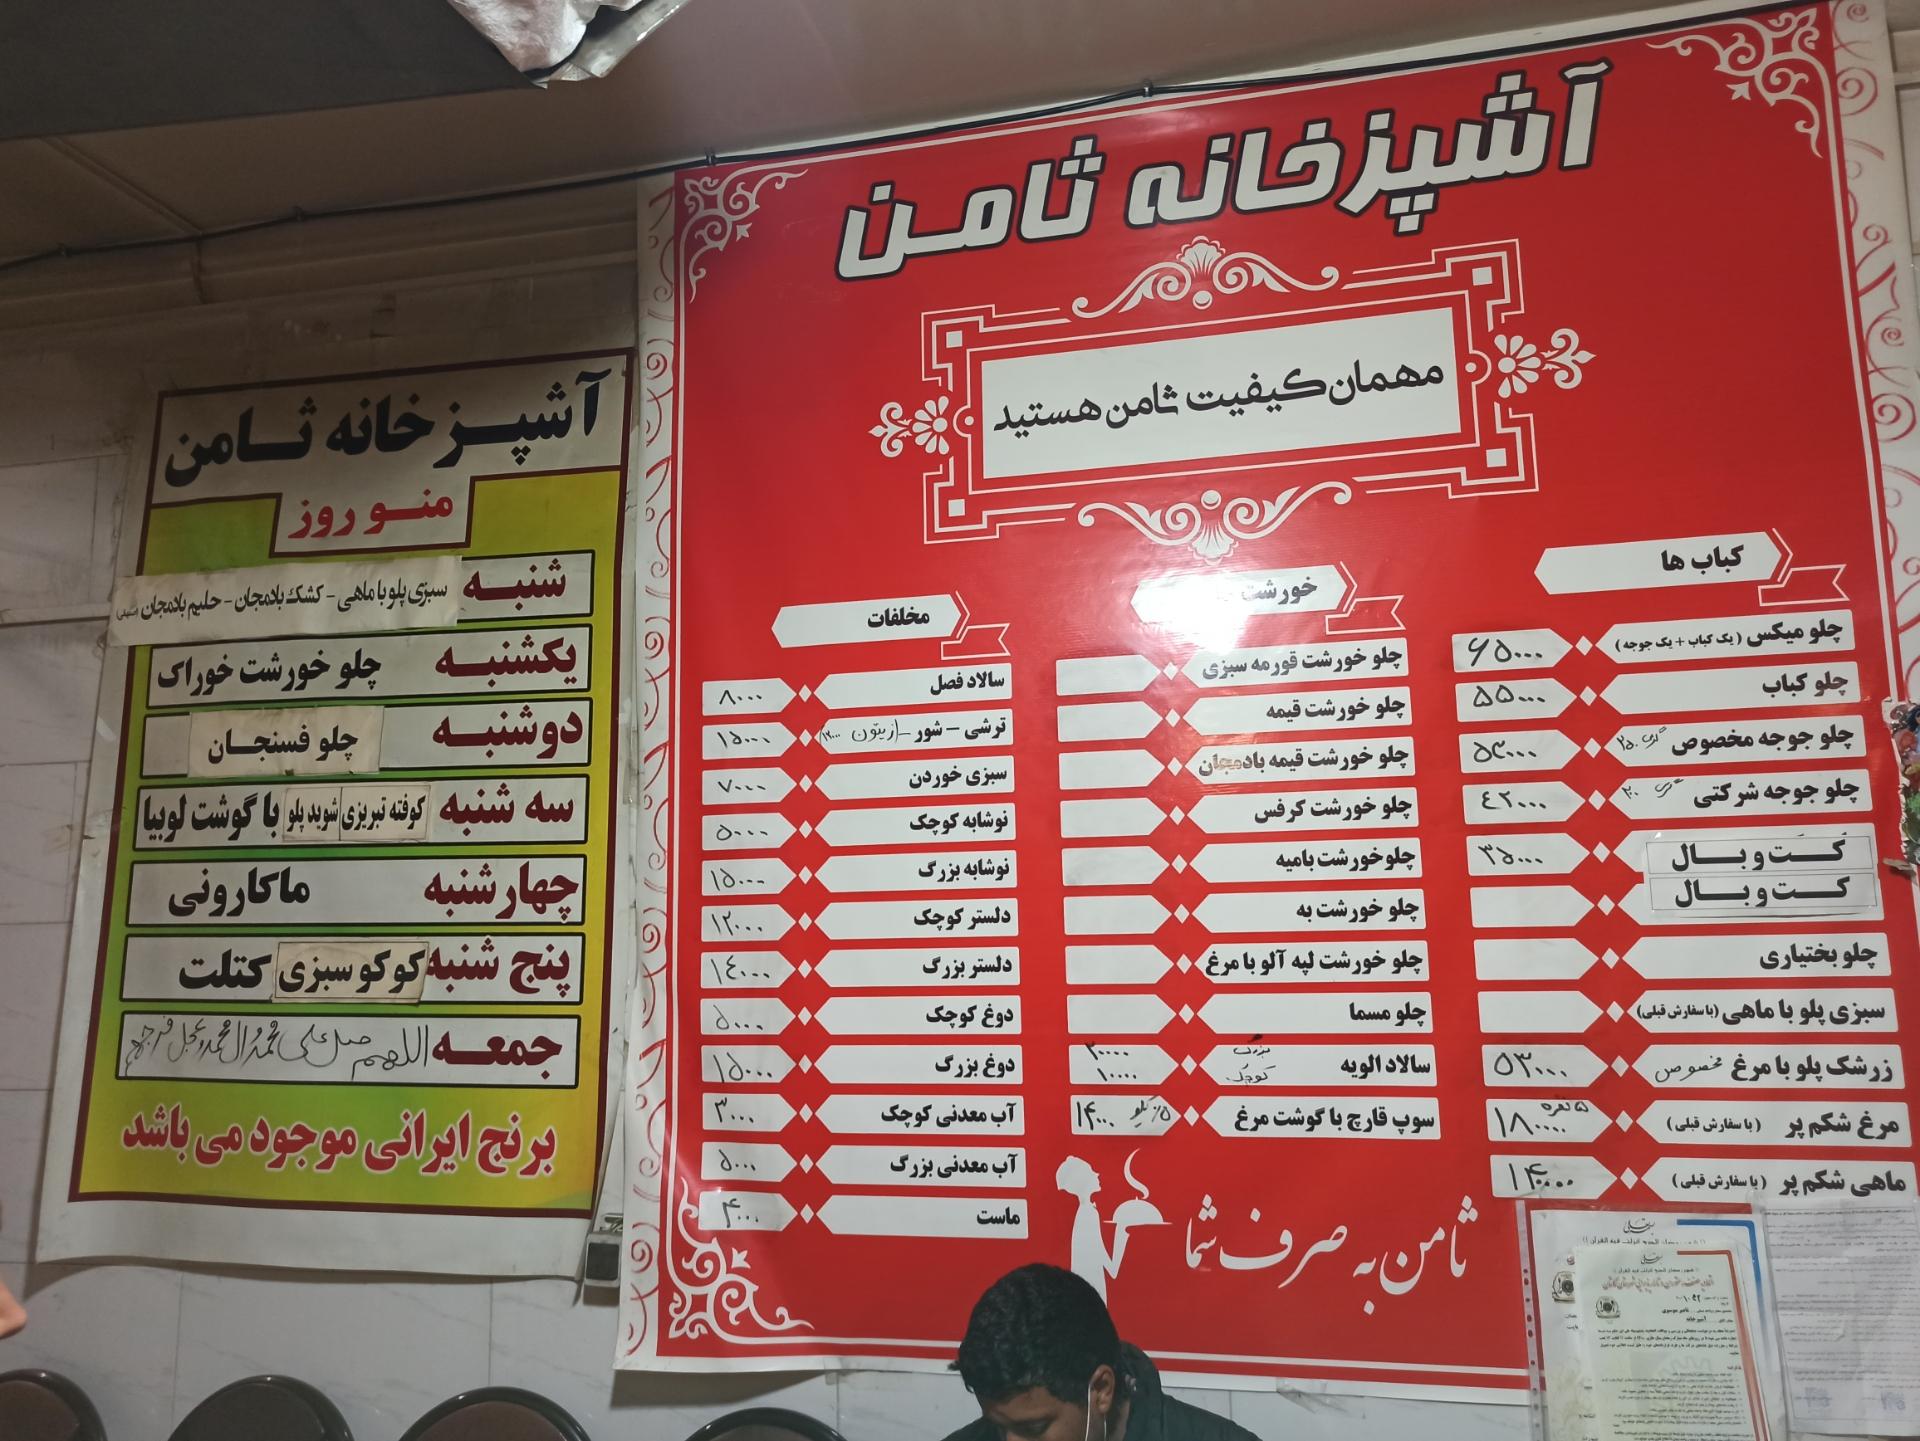 آشپزخانه ثامن
مهمان کیفیت ثامن هستید
کباب ها
چلو میکس (یک کباب + یک جوجه) ۶۵۰۰۰
چلو کباب ۵۵۰۰۰
چلو جوجه مخصوص ۵۳۰۰۰
چلو جوجه شرکتی ۴۲۰۰۰
کت و بال ۳۵۰۰۰
کت و بال
چلو بختیاری
سبزی پلو با ماهی (با سفارش قبلی)
زرشک پلو با مرغ مخصوص ۵۳۰۰۰
مرغ شکم پر (با سفارش قبلی) ۵ نفره ۱۸۰۰۰۰
ماهی شکم پر (با سفارش قبلی)
خورشت
چلو خورشت قورمه سبزی
چلو خورشت قیمه
چلو خورشت قیمه بادمجان
چلو خورشت کرفس
چلو خورشت بامیه
چلو خورشت به
چلو خورشت لپه آلو با مرغ
چلو مسما
سالاد الویه بزرگ ۲۰۰۰۰
کوچک ۱۰۰۰۰
سوپ قارچ با گوشت مرغ
مخلفات
سالاد فصل ۸۰۰۰
ترشی - شور - زیتون ۱۵۰۰۰
سبزی خوردن ۷۰۰۰
نوشابه کوچک ۵۰۰۰
نوشابه بزرگ ۱۵۰۰۰
دلستر کوچک ۱۲۰۰۰
دلستر بزرگ ۱۴۰۰۰
دوغ کوچک ۵۰۰۰
دوغ بزرگ ۱۵۰۰۰
آب معدنی کوچک ۳۰۰۰
آب معدنی بزرگ ۵۰۰۰
ماست ۴۰۰۰
ثامن به صرف شما
آشپزخانه ثامن
منو روز
شنبه سبزی پلو با ماهی - کشک بادمجان - حلیم بادمجان
یکشنبه چلو خورشت خوراک
دوشنبه چلو فسنجان
سه شنبه کوفته تبریزی شوید پلو با گوشت لوبیا
چهارشنبه ماکارونی
پنج شنبه کوکو سبزی کتلت
جمعه اللهم صل علی محمد و آل محمد و عجل فرجهم
برنج ایرانی موجود می باشد